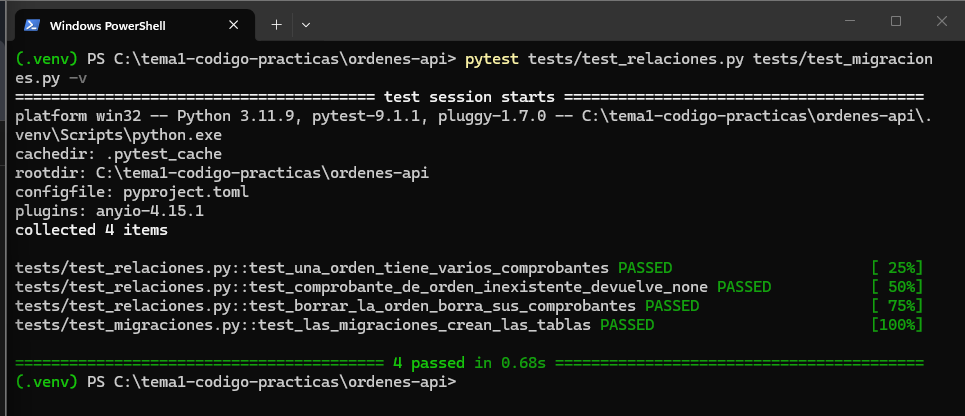 Windows PowerShell
(.venv) PS C:\tema1-codigo-practicas\ordenes-api> pytest tests/test_relaciones.py tests/test_migracion
es.py -v
======================================== test session starts ========================================
platform win32 -- Python 3.11.9, pytest-9.1.1, pluggy-1.7.0 -- C:\tema1-codigo-practicas\ordenes-api\.
venv\Scripts\python.exe
cachedir: .pytest_cache
rootdir: C:\tema1-codigo-practicas\ordenes-api
configfile: pyproject.toml
plugins: anyio-4.15.1
collected 4 items
tests/test_relaciones.py::test_una_orden_tiene_varios_comprobantes PASSED [ 25%]
tests/test_relaciones.py::test_comprobante_de_orden_inexistente_devuelve_none PASSED [ 50%]
tests/test_relaciones.py::test_borrar_la_orden_borra_sus_comprobantes PASSED [ 75%]
tests/test_migraciones.py::test_las_migraciones_crean_las_tablas PASSED [100%]
========================================= 4 passed in 0.68s =========================================
(.venv) PS C:\tema1-codigo-practicas\ordenes-api>